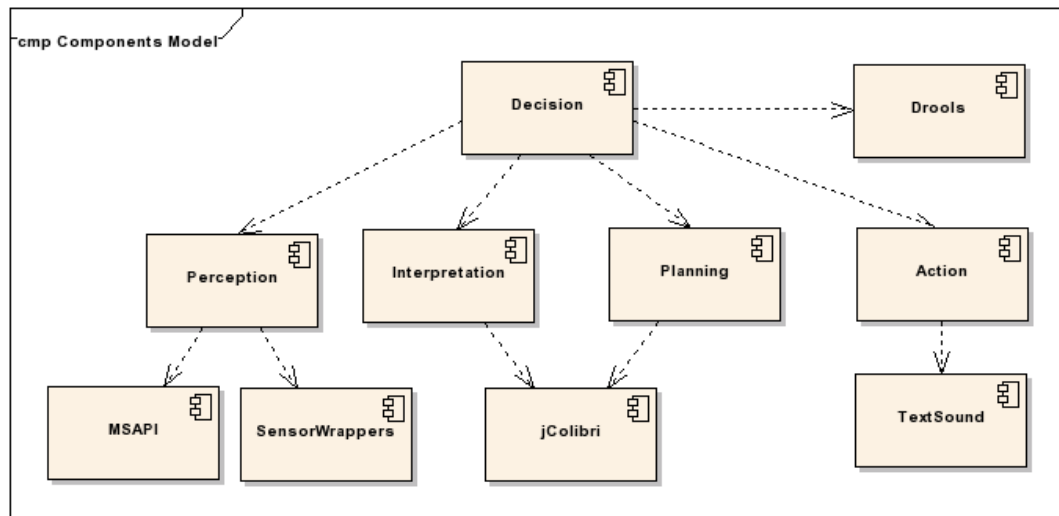 cmp Components Model
Decision
Drools
Perception
Interpretation
Planning
Action
MSAPI
SensorWrappers
jColibri
TextSound